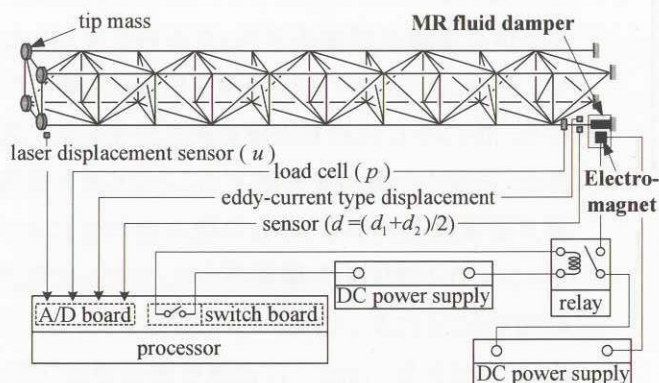 tip mass
MR fluid damper
laser displacement sensor ( u )
load cell ( p )
eddy-current type displacement
sensor (d =(d₁+d₂)/2)
Electro-
magnet
A/D board
switch board
processor
DC power supply
relay
DC power supply